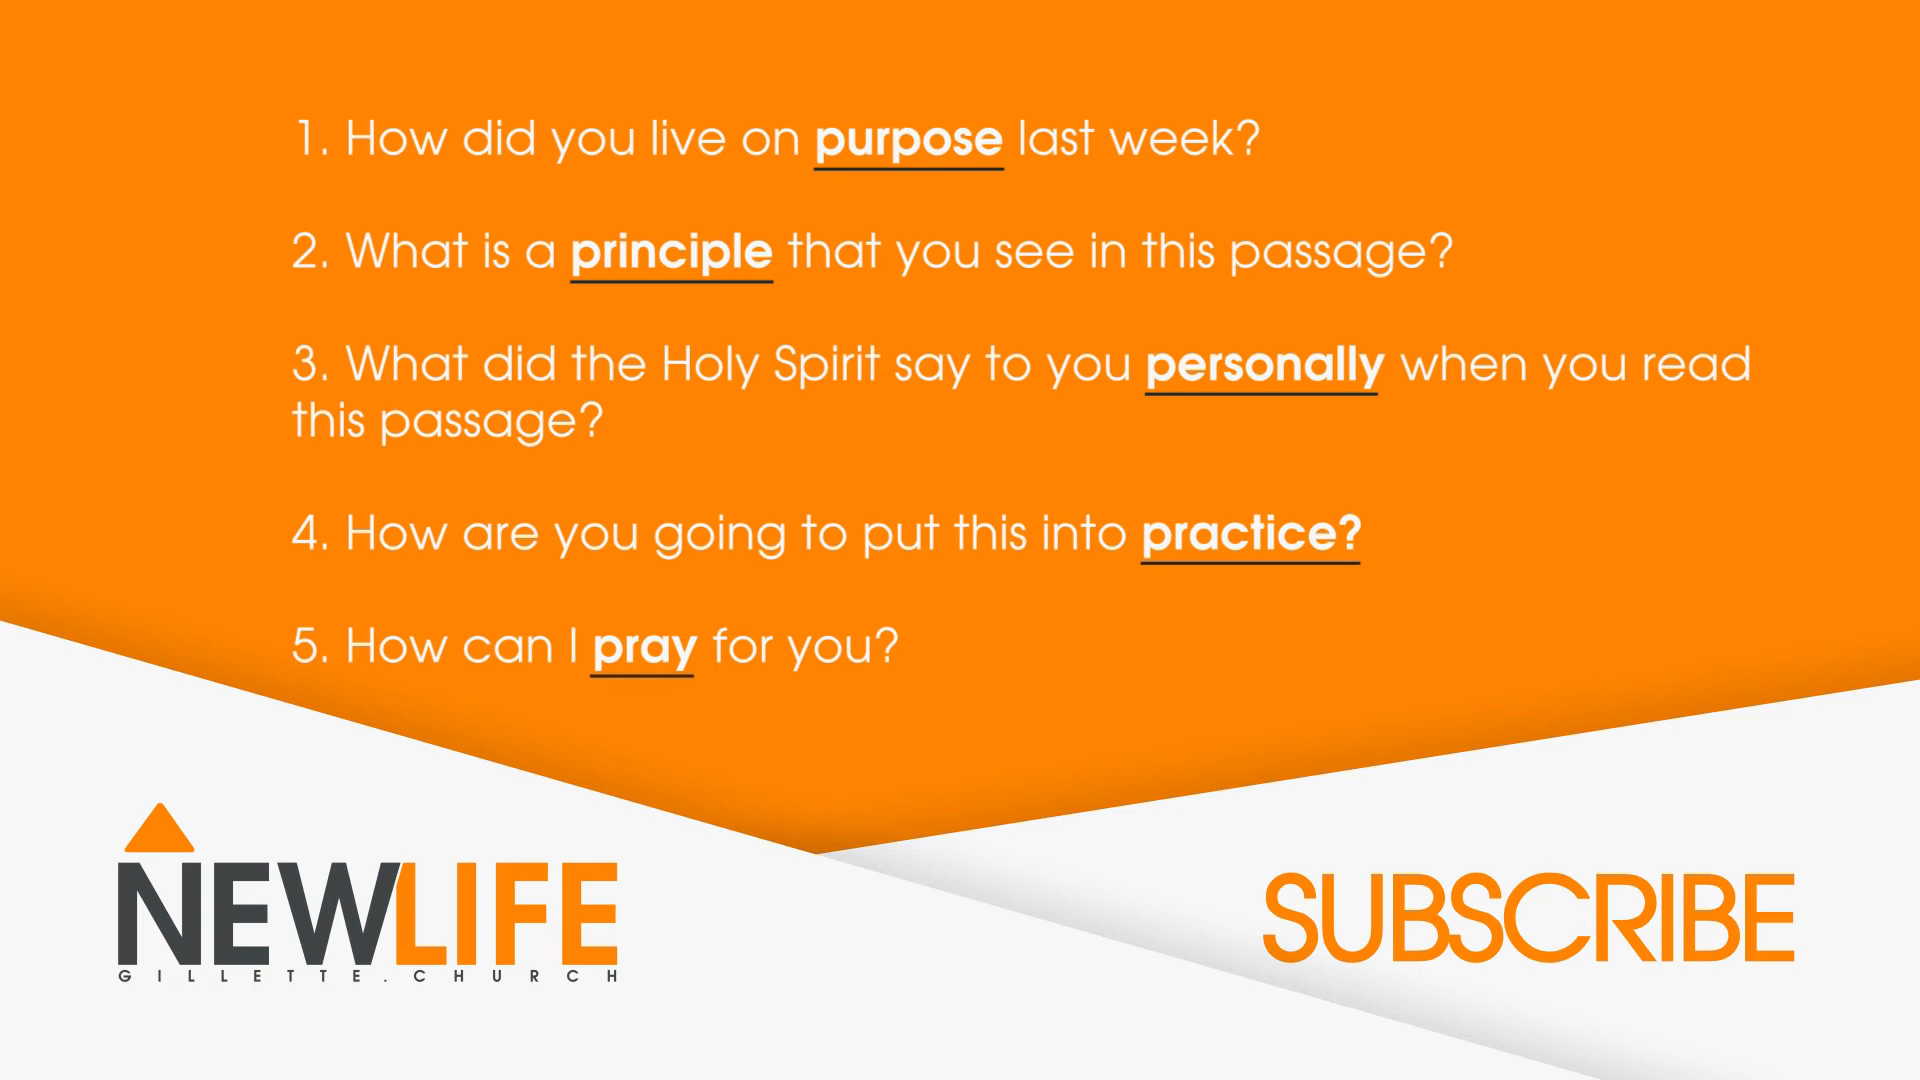 1. How did you live on purpose last week?
2. What is a principle that you see in this passage?
3. What did the Holy Spirit say to you personally when you read
this passage?
4. How are you going to put this into practice?
5. How can I pray for you?
NEWLIFE
GILLETTE.CHURCH
SUBSCRIBE